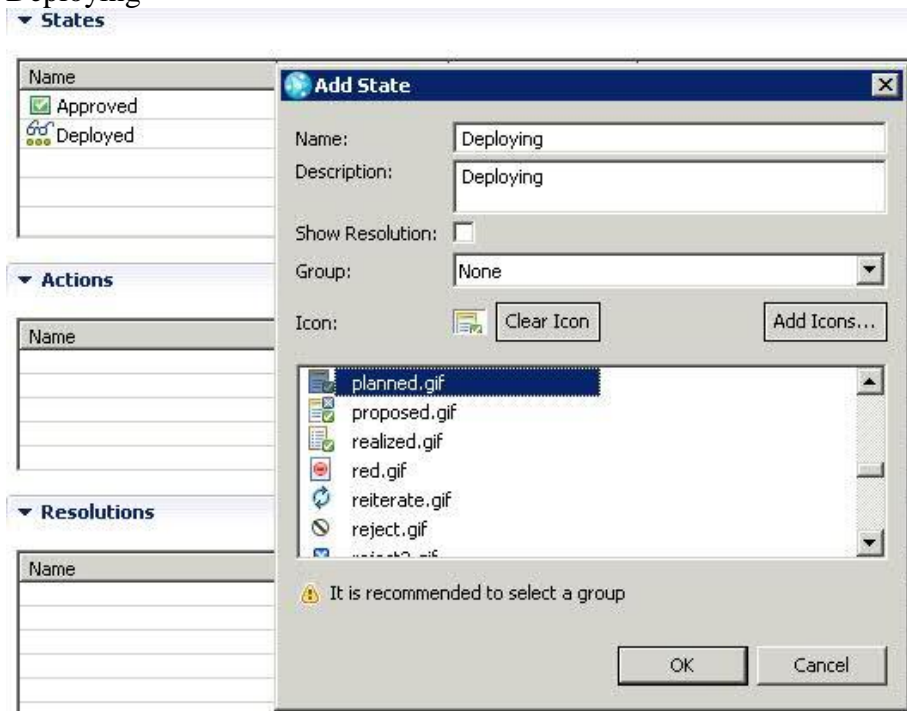 Deploying
States
Name
Approved
Deployed
Actions
Name
Resolutions
Name
Add State
Name: Deploying
Description: Deploying
Show Resolution:
Group: None
Icon: Clear Icon Add Icons...
planned.gif
proposed.gif
realized.gif
red.gif
reiterate.gif
reject.gif
It is recommended to select a group
OK Cancel